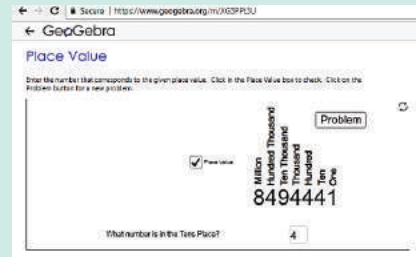 Secure | https://www.geogebra.org/m/XG3PPL3U
GeoGebra
Place Value
Enter the number that corresponds to the given place value. Click in the Place Value box to check. Click on the
Problem button for a new problem.
Problem
Place Value
Million
Hundred Thousand
Ten Thousand
Thousand
Hundred
Ten
One
8494441
What number is in the Tens Place?
4